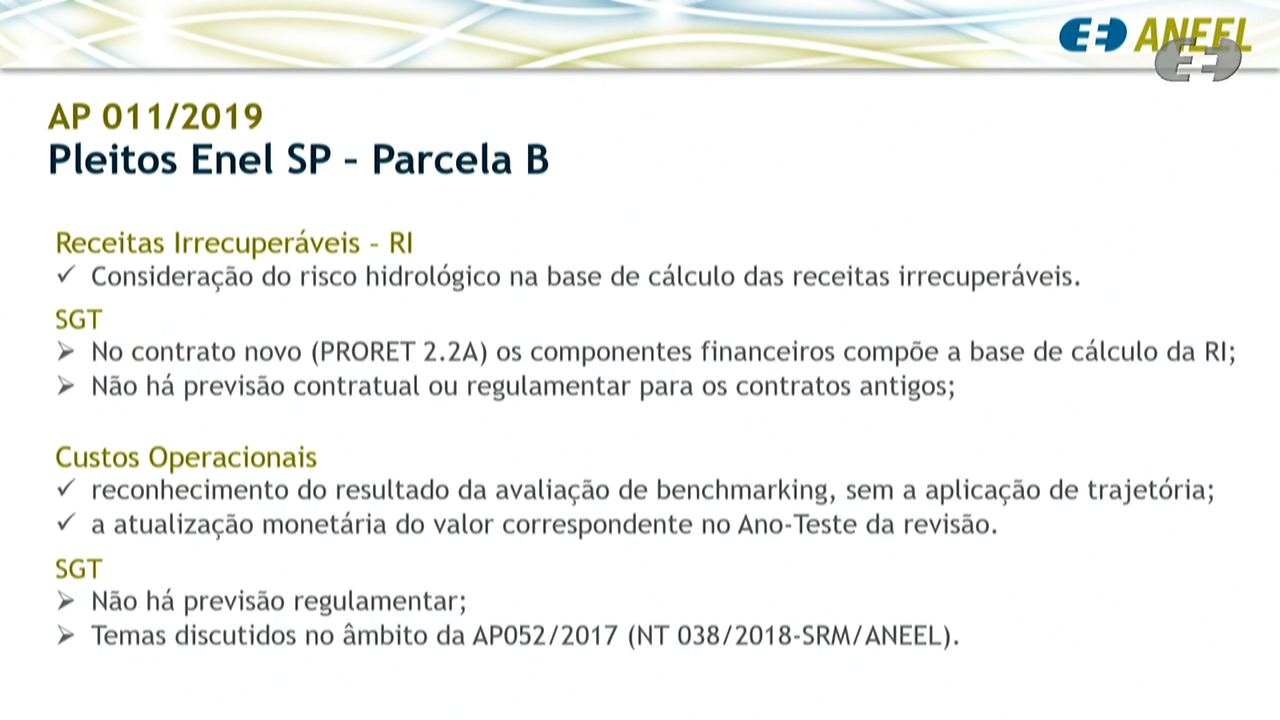 ANEEL
AP 011/2019
Pleitos Enel SP - Parcela B
Receitas Irrecuperáveis - RI
✓ Consideração do risco hidrológico na base de cálculo das receitas irrecuperáveis.
SGT
➢ No contrato novo (PRORET 2.2A) os componentes financeiros compõe a base de cálculo da RI;
➢ Não há previsão contratual ou regulamentar para os contratos antigos;
Custos Operacionais
✓ reconhecimento do resultado da avaliação de benchmarking, sem a aplicação de trajetória;
✓ a atualização monetária do valor correspondente no Ano-Teste da revisão.
SGT
➢ Não há previsão regulamentar;
➢ Temas discutidos no âmbito da AP052/2017 (NT 038/2018-SRM/ANEEL).